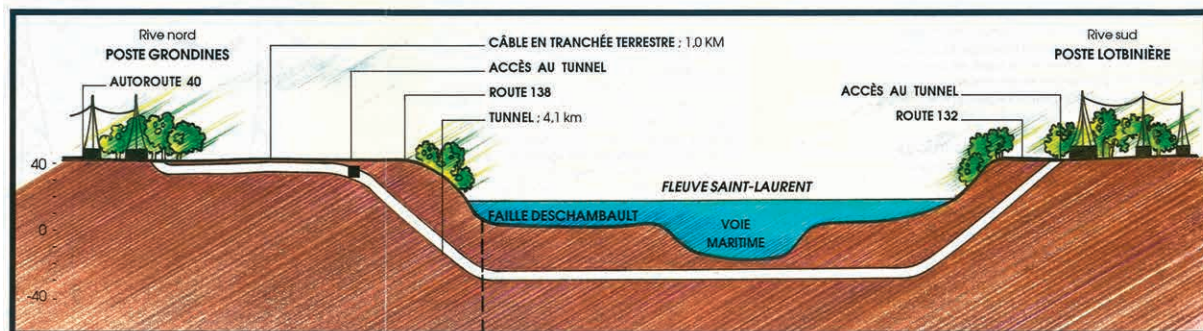 Rive nord
POSTE GRONDINES
AUTOROUTE 40
CÂBLE EN TRANCHÉE TERRESTRE ; 1,0 KM
ACCÈS AU TUNNEL
ROUTE 138
TUNNEL ; 4,1 km
Rive sud
POSTE LOTBINIÈRE
ACCÈS AU TUNNEL
ROUTE 132
FLEUVE SAINT-LAURENT
FAILLE DESCHAMBAULT
VOIE
MARITIME
40
0
-40